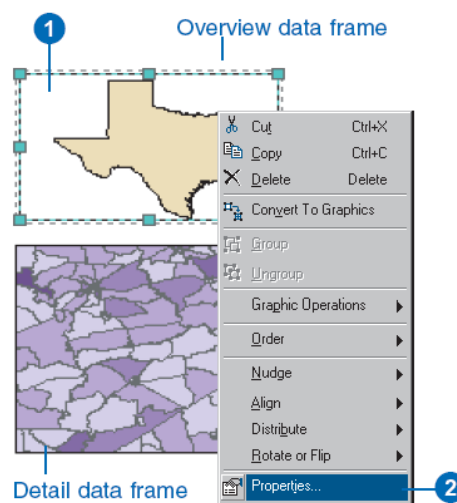 1
Overview data frame
Cut Ctrl+X
Copy Ctrl+C
Delete Delete
Convert To Graphics
Group
Ungroup
Graphic Operations
Order
Nudge
Align
Distribute
Rotate or Flip
Properties...
2
Detail data frame